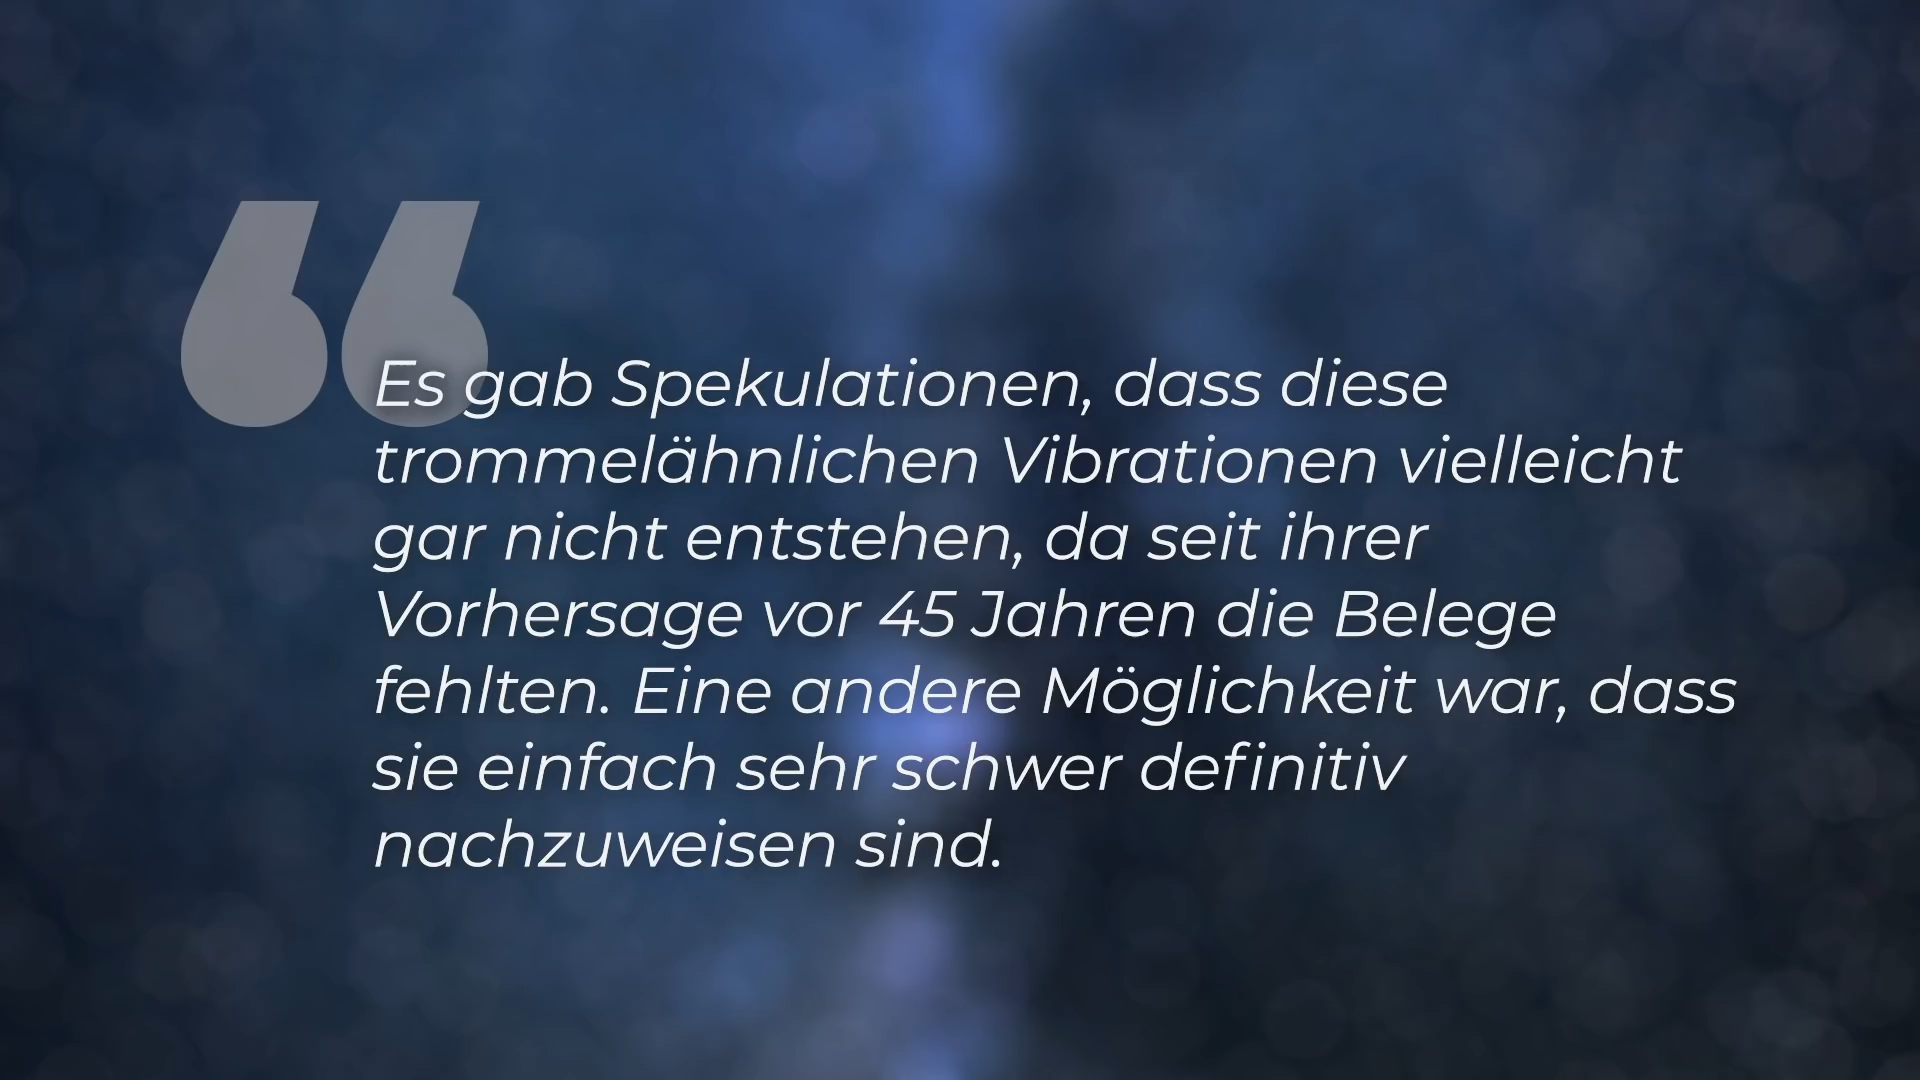 Es gab Spekulationen, dass diese
trommelähnlichen Vibrationen vielleicht
gar nicht entstehen, da seit ihrer
Vorhersage vor 45 Jahren die Belege
fehlten. Eine andere Möglichkeit war, dass
sie einfach sehr schwer definitiv
nachzuweisen sind.